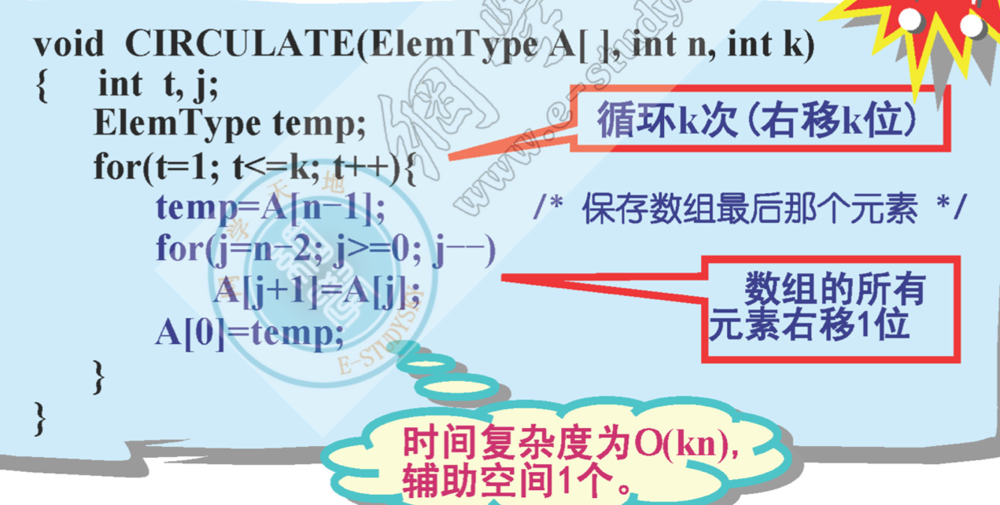 void CIRCULATE(ElemType A[ ], int n, int k)
{ int t, j;
ElemType temp;
循环k次(右移k位)
for(t=1; t<=k; t++){
temp=A[n−1]; /* 保存数组最后那个元素 */
for(j=n−2; j>=0; j−−)
A[j+1]=A[j];
数组的所有
元素右移1位
A[0]=temp;
}
}
时间复杂度为O(kn),
辅助空间1个。